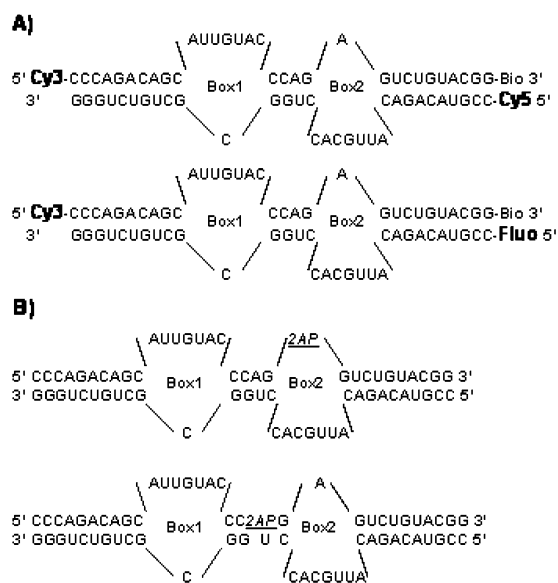 A)
AUUGUAC A
5' Cy3-CCCAGACAGC CCAG GUCUGUACGG-Bio 3'
Box1 Box2
3' GGGUCUGUCG GGUC CAGACAUGCC-Cy5 5'
C CACGUUA
AUUGUAC A
5' Cy3-CCCAGACAGC CCAG GUCUGUACGG-Bio 3'
Box1 Box2
3' GGGUCUGUCG GGUC CAGACAUGCC-Fluo 5'
C CACGUUA
B)
AUUGUAC 2AP
5' CCCAGACAGC CCAG GUCUGUACGG 3'
Box1 Box2
3' GGGUCUGUCG GGUC CAGACAUGCC 5'
C CACGUUA
AUUGUAC A
5' CCCAGACAGC CC2APG GUCUGUACGG 3'
Box1 Box2
3' GGGUCUGUCG GG U C CAGACAUGCC 5'
C CACGUUA